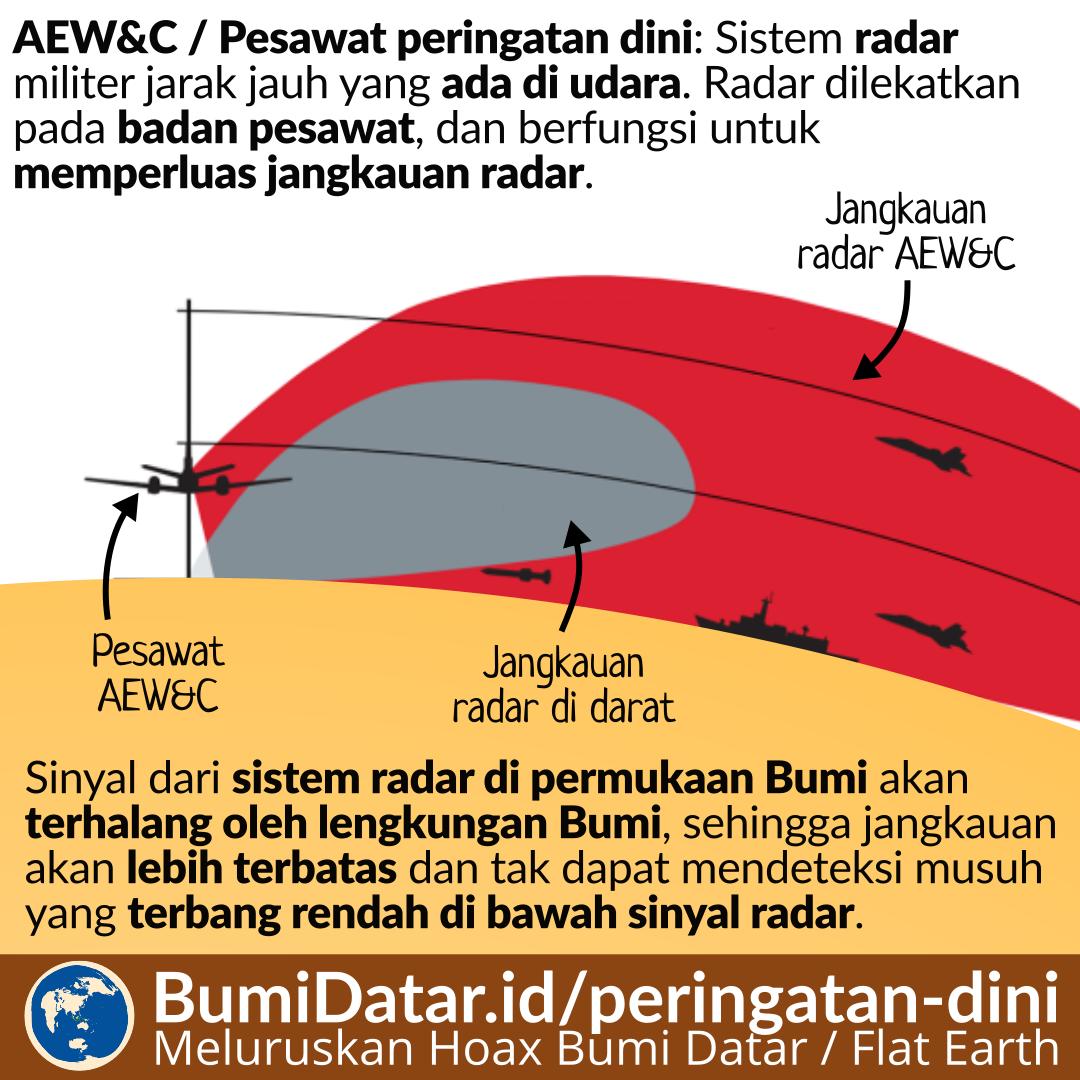 AEW&C / Pesawat peringatan dini: Sistem radar
militer jarak jauh yang ada di udara. Radar dilekatkan
pada badan pesawat, dan berfungsi untuk
memperluas jangkauan radar.
Jangkauan
radar AEW&C
Pesawat
AEW&C
Jangkauan
radar di darat
Sinyal dari sistem radar di permukaan Bumi akan
terhalang oleh lengkungan Bumi, sehingga jangkauan
akan lebih terbatas dan tak dapat mendeteksi musuh
yang terbang rendah di bawah sinyal radar.
BumiDatar.id/peringatan-dini
Meluruskan Hoax Bumi Datar / Flat Earth